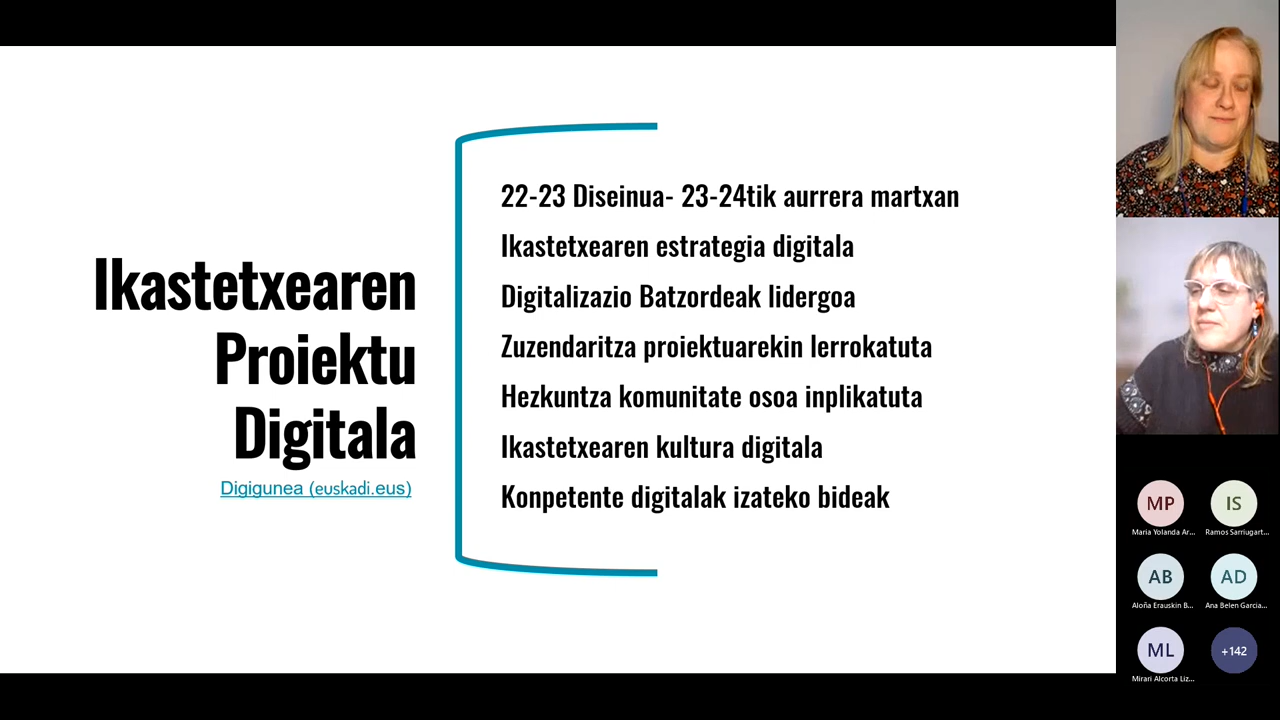 Ikastetxearen
Proiektu
Digitala
Digigunea (euskadi.eus)
22-23 Diseinua- 23-24tik aurrera martxan
Ikastetxearen estrategia digitala
Digitalizazio Batzordeak lidergoa
Zuzendaritza proiektuarekin lerrokatuta
Hezkuntza komunitate osoa inplikatuta
Ikastetxearen kultura digitala
Konpetente digitalak izateko bideak
MP
IS
Maria Yolanda Ar...
Ramos Sarriugart...
AB
AD
Aloña Erauskin B...
Ana Belen Garcia...
ML
+142
Mirari Alcorta Liz...